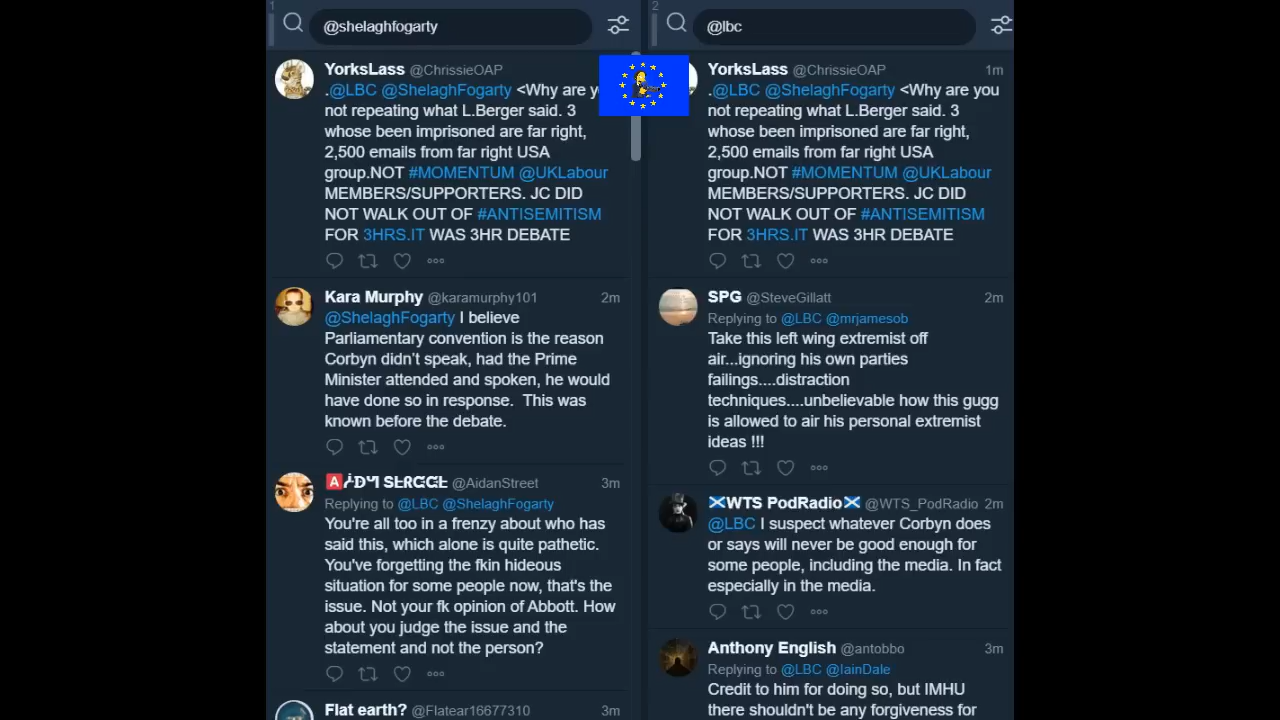 1
@shelaghfogarty
YorksLass @ChrissieOAP
.@LBC @ShelaghFogarty <Why are y
not repeating what L.Berger said. 3
whose been imprisoned are far right,
2,500 emails from far right USA
group.NOT #MOMENTUM @UKLabour
MEMBERS/SUPPORTERS. JC DID
NOT WALK OUT OF #ANTISEMITISM
FOR 3HRS.IT WAS 3HR DEBATE
Kara Murphy @karamurphy101 2m
@ShelaghFogarty I believe
Parliamentary convention is the reason
Corbyn didn't speak, had the Prime
Minister attended and spoken, he would
have done so in response.  This was
known before the debate.
@AidanStreet 3m
Replying to @LBC @ShelaghFogarty
You're all too in a frenzy about who has
said this, which alone is quite pathetic.
You've forgetting the fkin hideous
situation for some people now, that's the
issue. Not your fk opinion of Abbott. How
about you judge the issue and the
statement and not the person?
Flat earth? @Flatear16677310 3m
2
@lbc
YorksLass @ChrissieOAP 1m
.@LBC @ShelaghFogarty <Why are you
not repeating what L.Berger said. 3
whose been imprisoned are far right,
2,500 emails from far right USA
group.NOT #MOMENTUM @UKLabour
MEMBERS/SUPPORTERS. JC DID
NOT WALK OUT OF #ANTISEMITISM
FOR 3HRS.IT WAS 3HR DEBATE
SPG @SteveGillatt 2m
Replying to @LBC @mrjamesob
Take this left wing extremist off
air...ignoring his own parties
failings....distraction
techniques....unbelievable how this gugg
is allowed to air his personal extremist
ideas !!!
WTS PodRadio @WTS_PodRadio 2m
@LBC I suspect whatever Corbyn does
or says will never be good enough for
some people, including the media. In fact
especially in the media.
Anthony English @antobbo 3m
Replying to @LBC @IainDale
Credit to him for doing so, but IMHU
there shouldn't be any forgiveness for